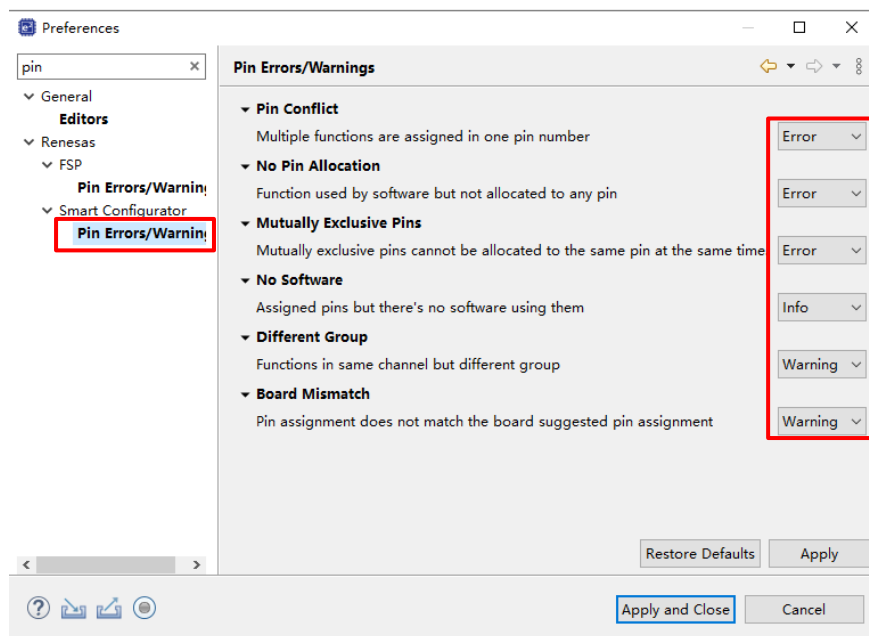 Preferences
pin
Pin Errors/Warnings
General
Editors
Renesas
FSP
Pin Errors/Warning
Smart Configurator
Pin Errors/Warning
Pin Conflict
Multiple functions are assigned in one pin number
Error
No Pin Allocation
Function used by software but not allocated to any pin
Error
Mutually Exclusive Pins
Mutually exclusive pins cannot be allocated to the same pin at the same time
Error
No Software
Assigned pins but there's no software using them
Info
Different Group
Functions in same channel but different group
Warning
Board Mismatch
Pin assignment does not match the board suggested pin assignment
Warning
Restore Defaults
Apply
Apply and Close
Cancel